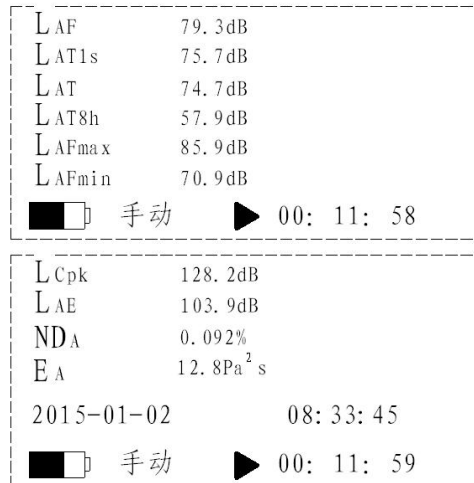 LAF 79.3dB
LAT1s 75.7dB
LAT 74.7dB
LAT8h 57.9dB
LAFmax 85.9dB
LAFmin 70.9dB
手动 00: 11: 58
LCpk 128.2dB
LAE 103.9dB
NDA 0.092%
EA 12.8Pa²s
2015-01-02 08:33:45
手动 00: 11: 59